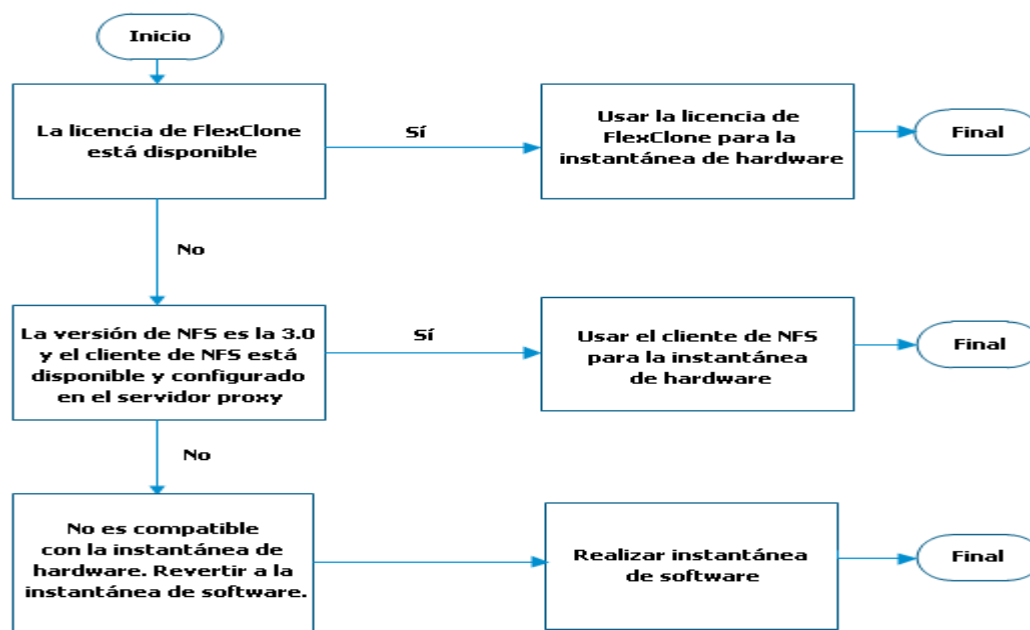 Inicio
La licencia de FlexClone
está disponible
Sí
Usar la licencia de
FlexClone para la
instantánea de hardware
Final
No
La versión de NFS es la 3.0
y el cliente de NFS está
disponible y configurado
en el servidor proxy
Sí
Usar el cliente de NFS
para la instantánea
de hardware
Final
No
No es compatible
con la instantánea de
hardware. Revertir a la
instantánea de software.
Realizar instantánea
de software
Final